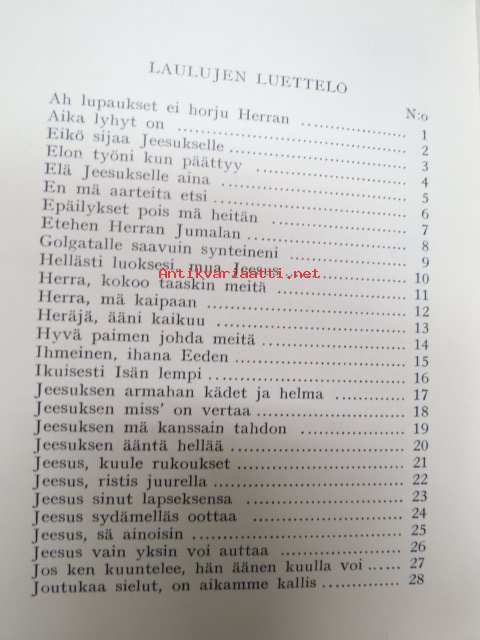 LAULUJEN LUETTELO
N:o
Ah lupaukset ei horju Herran .................... 1
Aika lyhyt on .................... 2
Eikö sijaa Jeesukselle .................... 3
Elon työni kun päättyy .................... 4
Elä Jeesukselle aina .................... 5
En mä aarteita etsi .................... 6
Epäilykset pois mä heitän .................... 7
Etehen Herran Jumalan .................... 8
Golgatalle saavuin synteineni .................... 9
Hellästi luoksesi, mua Jeesus .................... 10
Antikvariaatti.net
Herra, kokoo taaskin meitä .................... 11
Herra, mä kaipaan .................... 12
Heräjä, ääni kaikuu .................... 13
Hyvä paimen johda meitä .................... 14
Ihmeinen, ihana Eeden .................... 15
Ikuisesti Isän lempi .................... 16
Jeesuksen armahan kädet ja helma .................... 17
Jeesuksen miss' on vertaa .................... 18
Jeesuksen mä kanssain tahdon .................... 19
Jeesuksen ääntä hellää .................... 20
Jeesus, kuule rukoukset .................... 21
Jeesus, ristis juurella .................... 22
Jeesus sinut lapseksensa .................... 23
Jeesus sydämelläs oottaa .................... 24
Jeesus, sä ainoisin .................... 25
Jeesus vain yksin voi auttaa .................... 26
Jos ken kuuntelee, hän äänen kuulla voi ..... 27
Joutukaa sielut, on aikamme kallis ............ 28